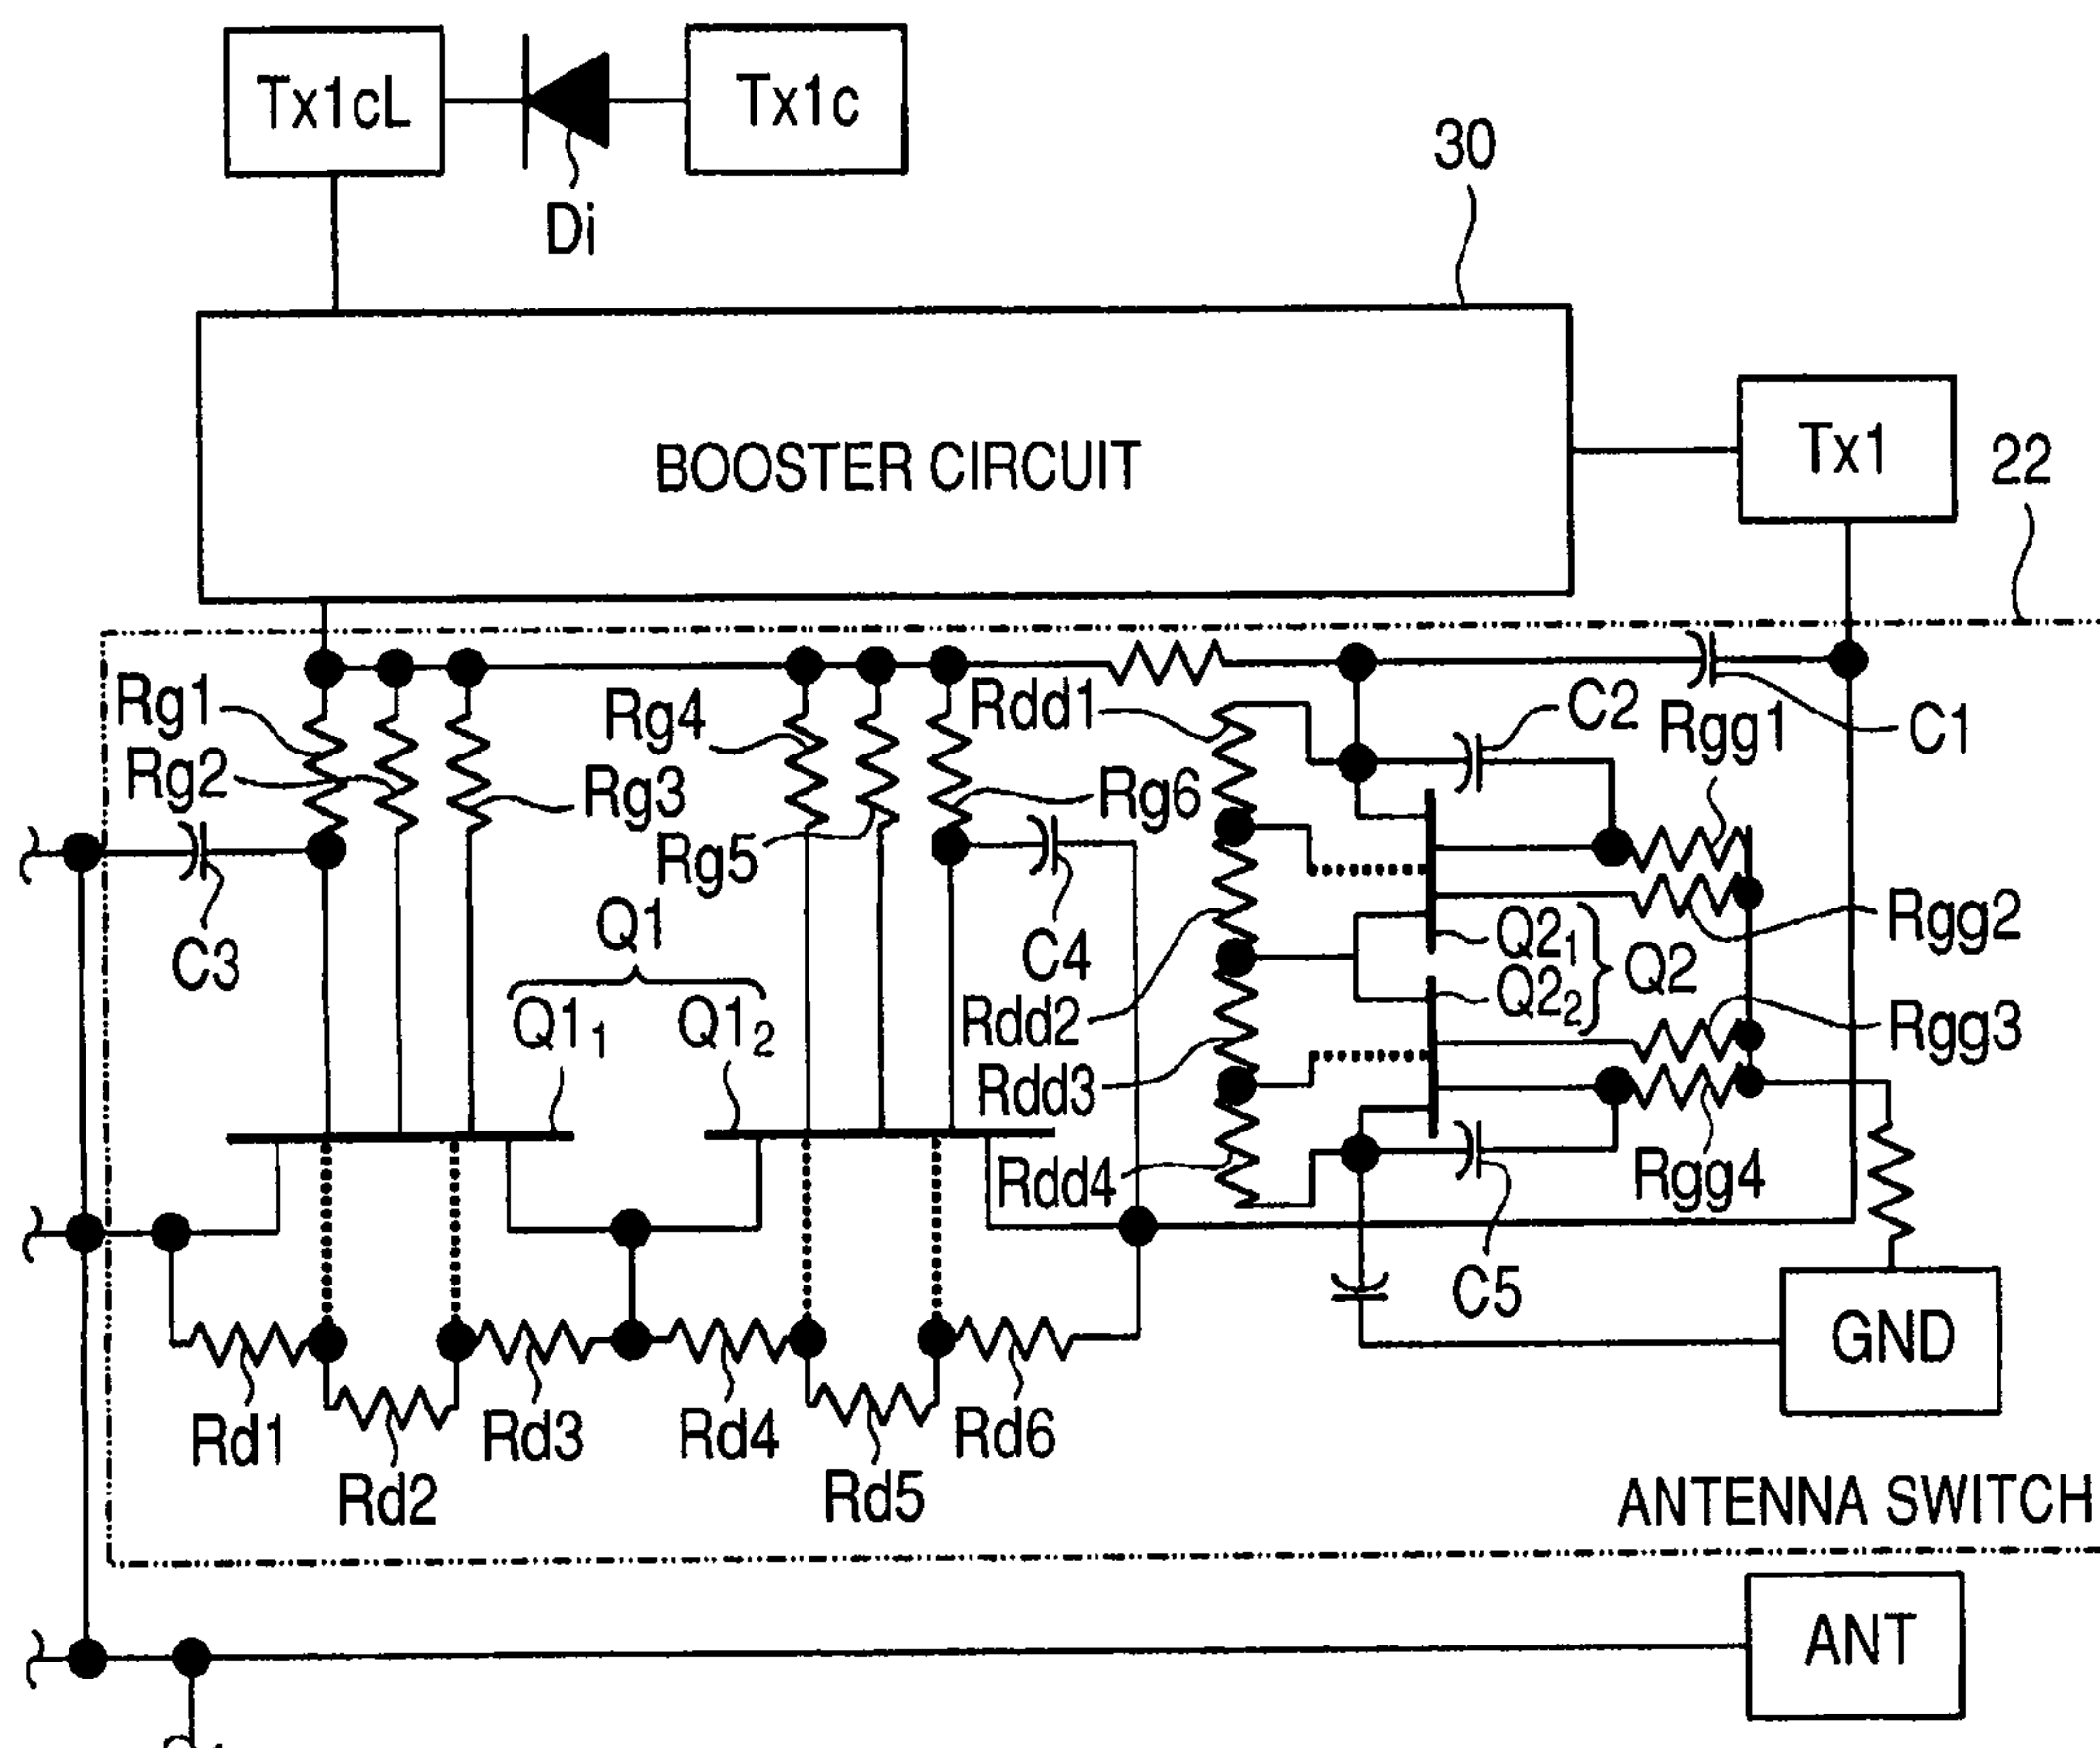 Tx1cL
Tx1c
Di
30
BOOSTER CIRCUIT
Tx1
22
Rg1
Rg2
Rg3
Rg4
Rg5
Rg6
Rdd1
C2
Rgg1
C1
C3
Q1
Q1₁
Q1₂
C4
Rdd2
Rdd3
Rdd4
Q2₁
Q2₂
Q2
Rgg2
Rgg3
Rgg4
C5
GND
Rd1
Rd2
Rd3
Rd4
Rd5
Rd6
ANTENNA SWITCH
ANT